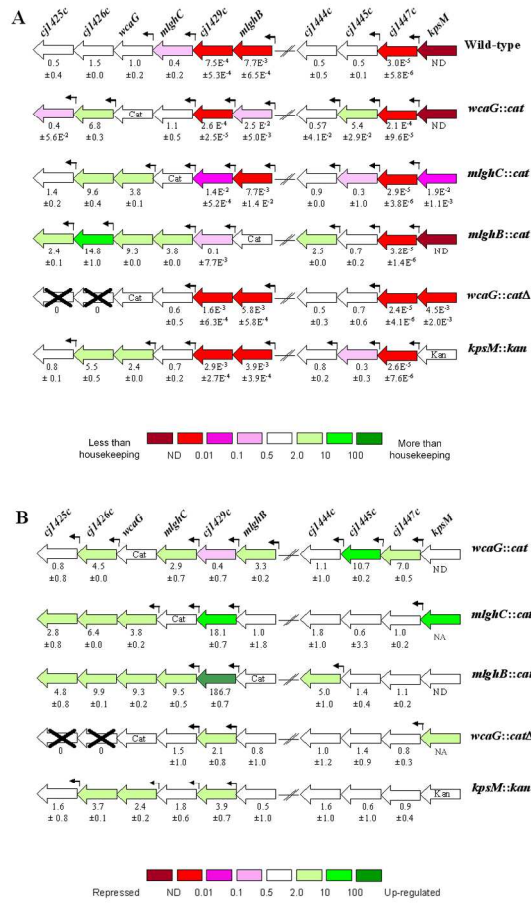 A
cj1425c cj1426c wcaG mlghC cj1429c mlghB cj1444c cj1445c cj1447c kpsM
Wild-type
0.5 1.5 1.0 0.4 7.5E-4 7.7E-3 0.5 0.5 3.0E-5 ND
±0.4 ±0.0 ±0.2 ±0.2 ±5.3E-4 ±6.5E-4 ±0.5 ±0.1 ±5.8E-6
wcaG::cat
Cat
0.4 6.8 1.1 2.6E-4 2.5E-2 0.57 5.4 2.1E-4 ND
±5.6E-2 ±0.3 ±0.5 ±2.5E-5 ±5.0E-3 ±4.1E-2 ±2.9E-2 ±9.6E-5
mlghC::cat
Cat
1.4 9.6 3.8 1.4E-2 7.7E-3 0.9 0.3 2.9E-5 1.9E-2
±0.2 ±0.4 ±0.1 ±5.2E-4 ±1.4E-2 ±0.0 ±1.0 ±3.8E-6 ±1.1E-3
mlghB::cat
Cat
2.4 14.8 9.3 3.8 0.1 2.3 0.7 3.2E-5 ND
±0.1 ±1.0 ±0.0 ±0.0 ±7.7E-3 ±0.0 ±0.2 ±1.4E-6
wcaG::catΔ
Cat
0 0 0.6 1.6E-3 5.8E-3 0.5 0.7 2.4E-5 4.5E-3
±0.5 ±6.3E-4 ±5.8E-4 ±0.3 ±0.6 ±4.1E-6 ±2.0E-3
kpsM::kan
Kan
0.8 5.5 2.4 0.7 2.9E-3 3.9E-3 0.8 0.3 2.6E-5
± 0.1 ±0.5 ±0.0 ±0.2 ±2.7E-4 ±3.9E-4 ±0.2 ±0.3 ±7.6E-6
Less than housekeeping
ND 0.01 0.1 0.5 2.0 10 100
More than housekeeping
B
cj1425c cj1426c wcaG mlghC cj1429c mlghB cj1444c cj1445c cj1447c kpsM
wcaG::cat
Cat
0.8 4.5 2.9 0.4 3.3 1.1 10.7 7.0 ND
±0.8 ±0.0 ±0.7 ±0.7 ±0.2 ±1.0 ±0.2 ±0.5
mlghC::cat
Cat
2.8 6.4 3.8 18.1 1.0 1.8 0.6 1.0 NA
±0.8 ±0.0 ±0.2 ±0.7 ±1.8 ±1.0 ±3.3 ±0.2
mlghB::cat
Cat
4.8 9.9 9.3 9.5 186.7 5.0 1.4 1.1 ND
±0.8 ±0.1 ±0.2 ±0.5 ±0.7 ±1.0 ±0.4 ±0.2
wcaG::catΔ
Cat
0 0 1.5 2.1 0.8 1.0 1.4 0.8 NA
±1.0 ±0.8 ±1.0 ±1.2 ±0.9 ±0.3
kpsM::kan
Kan
1.6 3.7 2.4 1.8 3.9 0.5 1.6 0.6 0.9
± 0.8 ±0.1 ±0.2 ±0.6 ±0.7 ±1.0 ±1.0 ±1.0 ±0.4
Repressed
ND 0.01 0.1 0.5 2.0 10 100
Up-regulated